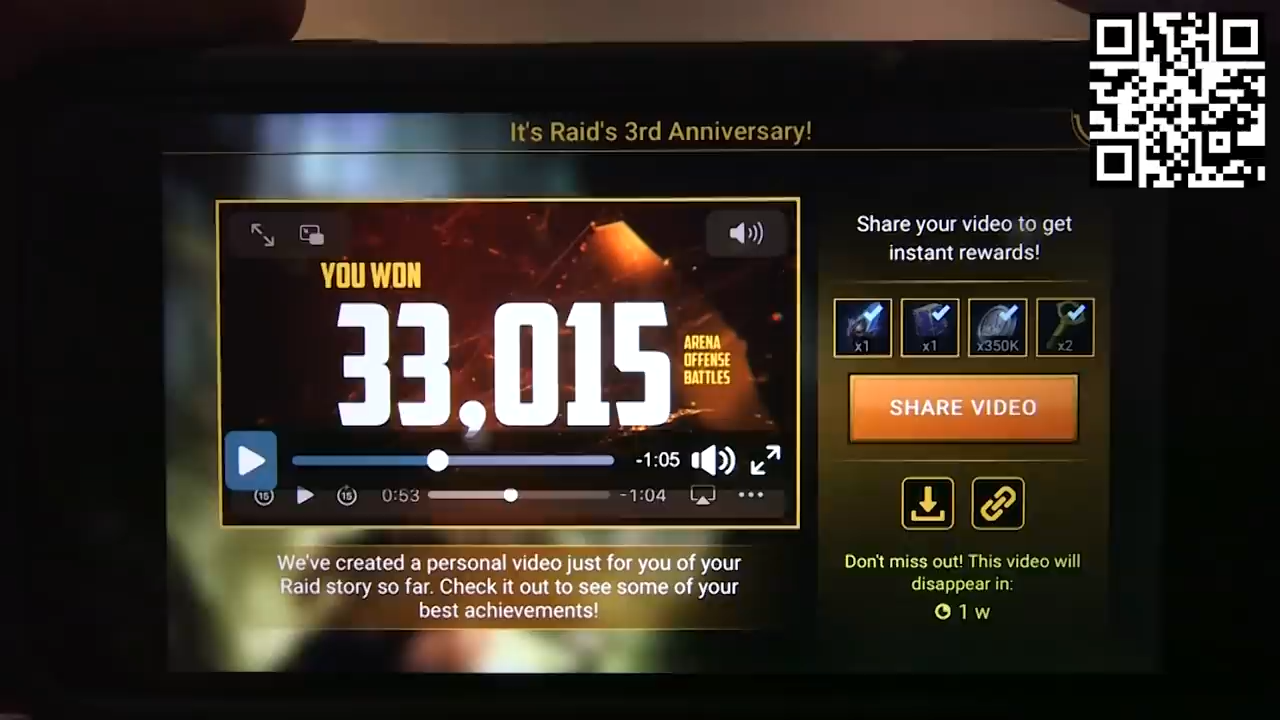 It's Raid's 3rd Anniversary!
YOU WON
33,015
ARENA
OFFENSE
BATTLES
-1:05
15
15
0:53
-1:04
We've created a personal video just for you of your
Raid story so far. Check it out to see some of your
best achievements!
Share your video to get
instant rewards!
x1
x1
x350K
x2
SHARE VIDEO
Don't miss out! This video will
disappear in:
1 w